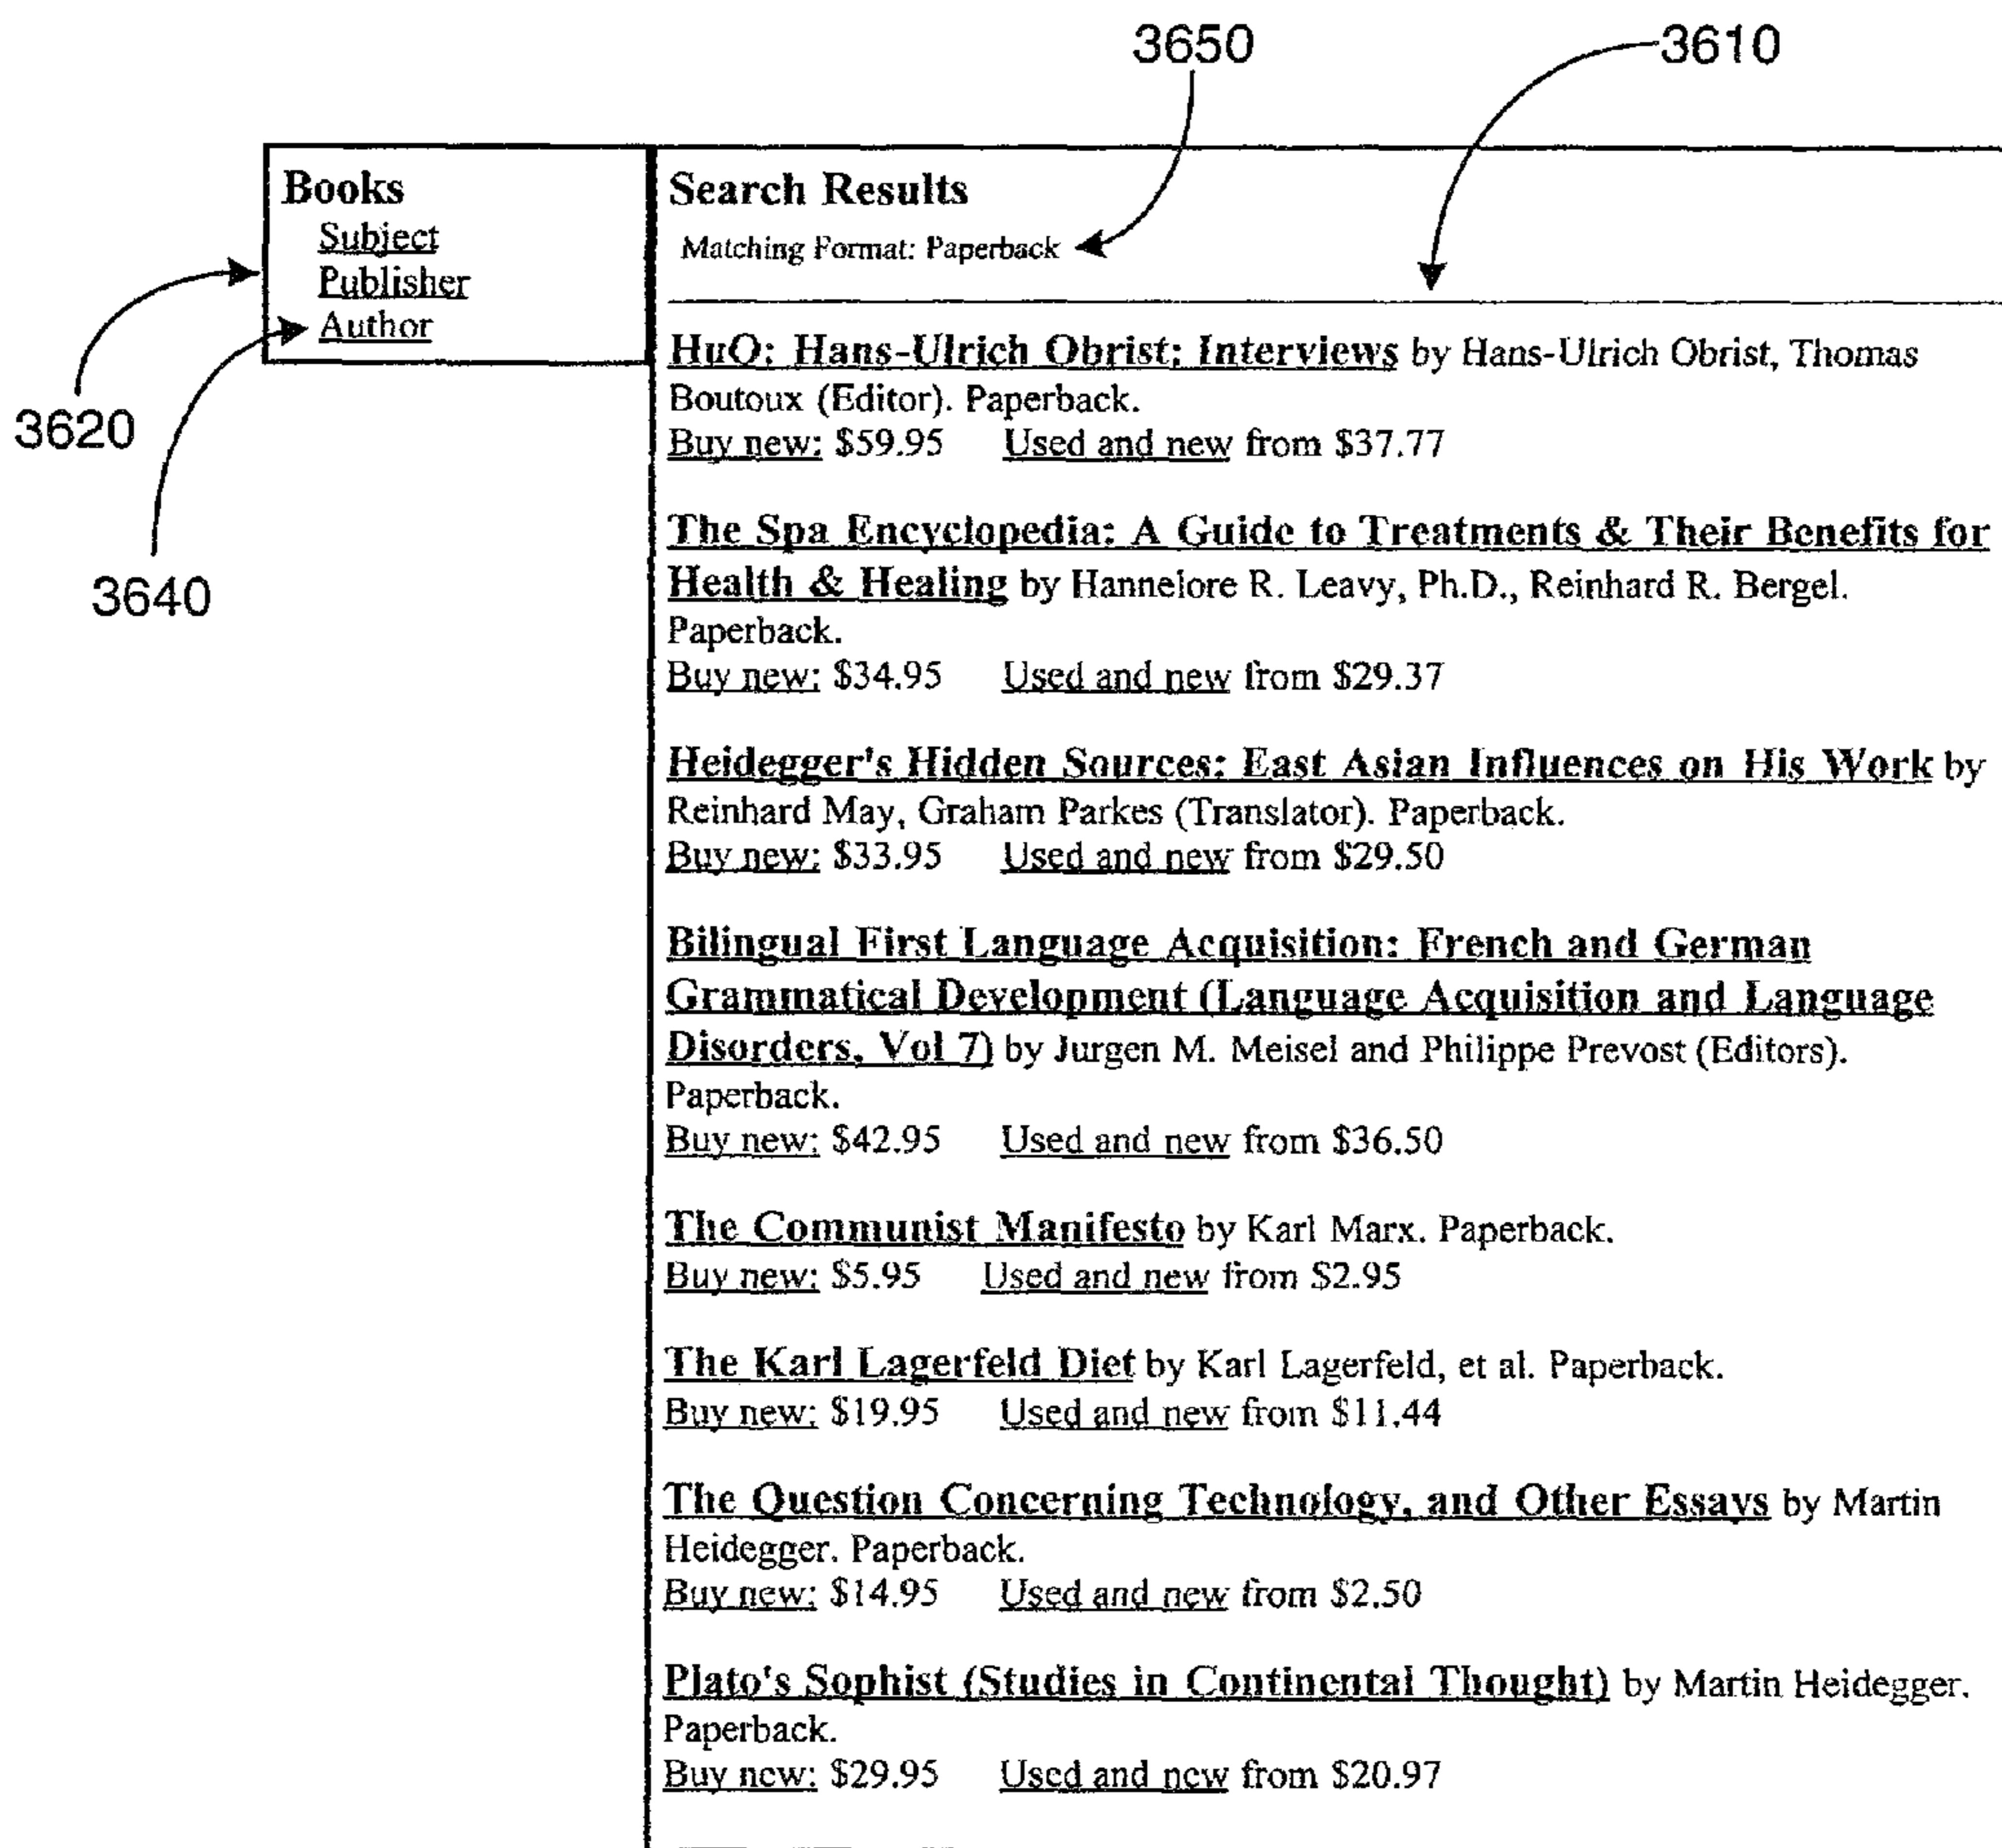 3650
3610
Books
Subject
Publisher
Author
3620
3640
Search Results
Matching Format: Paperback
HuO: Hans-Ulrich Obrist: Interviews by Hans-Ulrich Obrist, Thomas
Boutoux (Editor). Paperback.
Buy new: $59.95 Used and new from $37.77
The Spa Encyclopedia: A Guide to Treatments & Their Benefits for
Health & Healing by Hannelore R. Leavy, Ph.D., Reinhard R. Bergel.
Paperback.
Buy new: $34.95 Used and new from $29.37
Heidegger's Hidden Sources: East Asian Influences on His Work by
Reinhard May, Graham Parkes (Translator). Paperback.
Buy new: $33.95 Used and new from $29.50
Bilingual First Language Acquisition: French and German
Grammatical Development (Language Acquisition and Language
Disorders, Vol 7) by Jurgen M. Meisel and Philippe Prevost (Editors).
Paperback.
Buy new: $42.95 Used and new from $36.50
The Communist Manifesto by Karl Marx. Paperback.
Buy new: $5.95 Used and new from $2.95
The Karl Lagerfeld Diet by Karl Lagerfeld, et al. Paperback.
Buy new: $19.95 Used and new from $11.44
The Question Concerning Technology, and Other Essays by Martin
Heidegger. Paperback.
Buy new: $14.95 Used and new from $2.50
Plato's Sophist (Studies in Continental Thought) by Martin Heidegger.
Paperback.
Buy new: $29.95 Used and new from $20.97